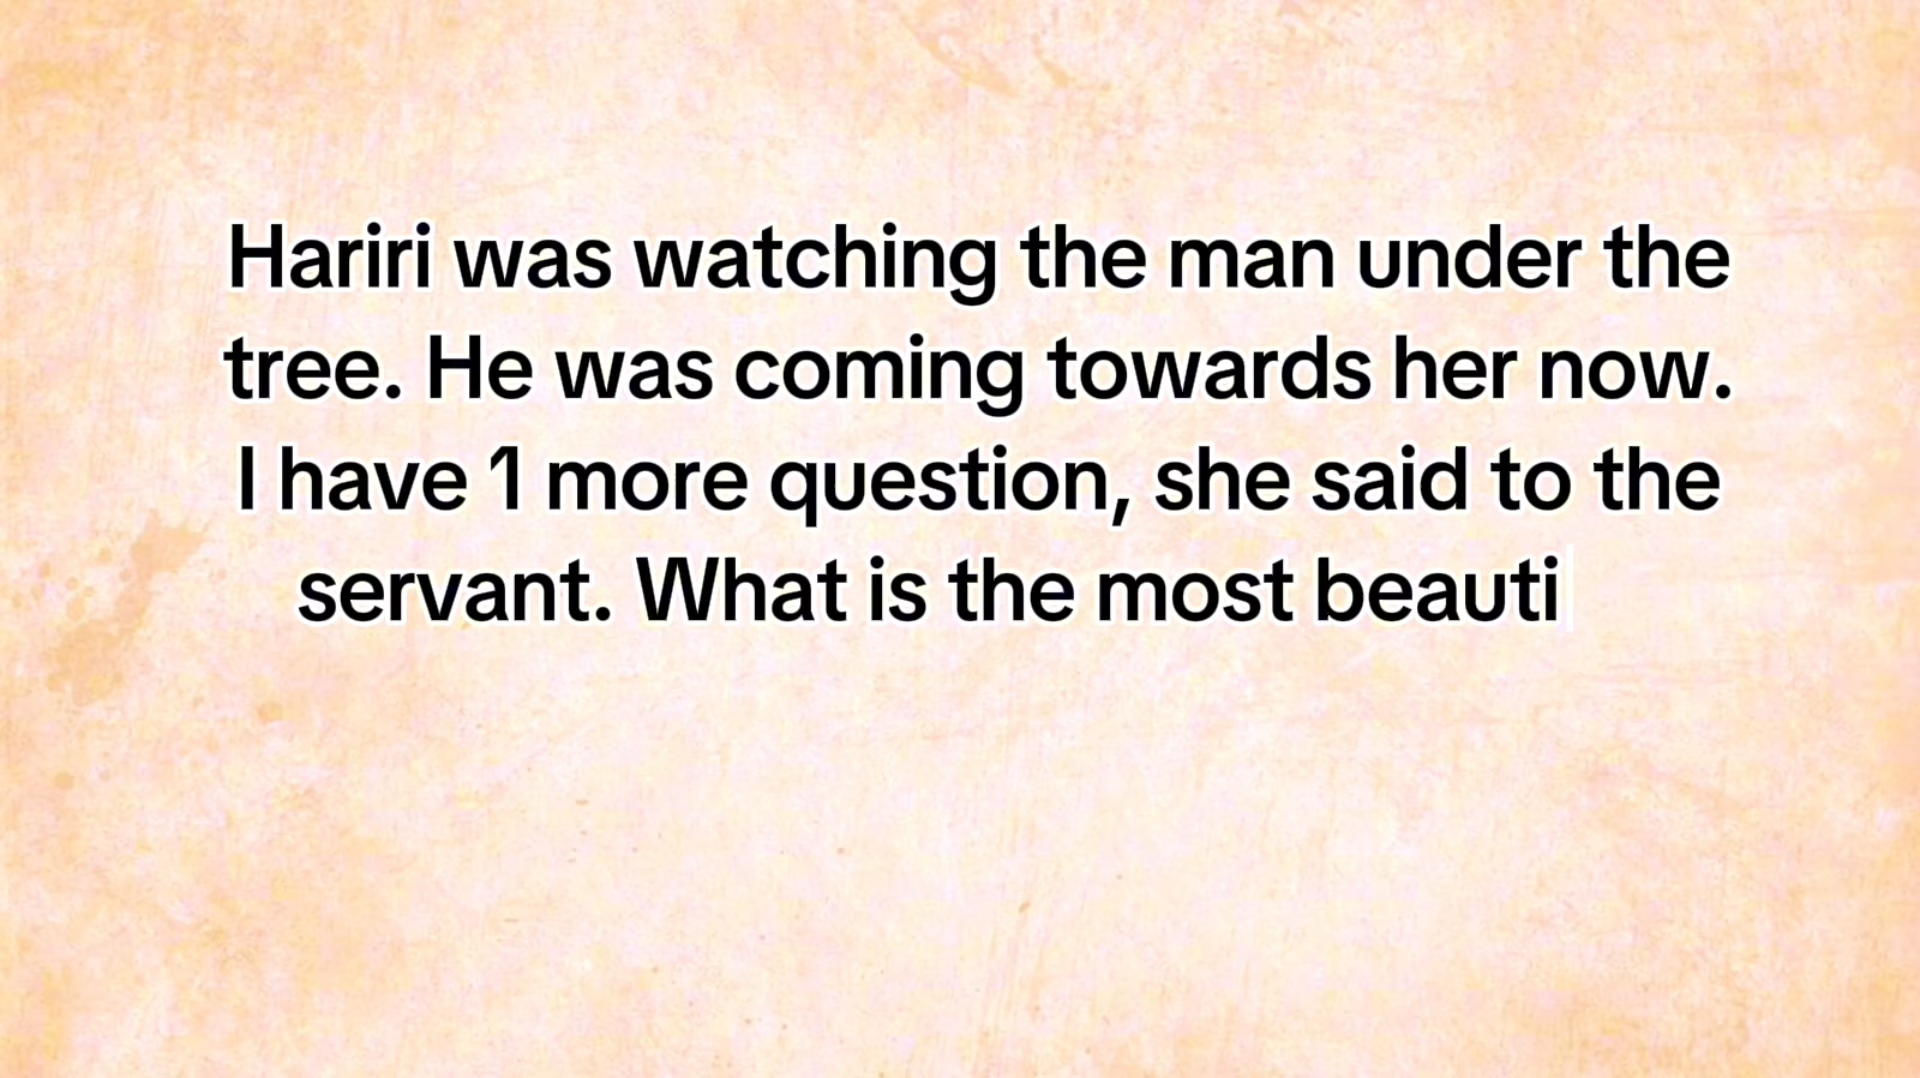 Hariri was watching the man under the
tree. He was coming towards her now.
I have 1 more question, she said to the
servant. What is the most beauti